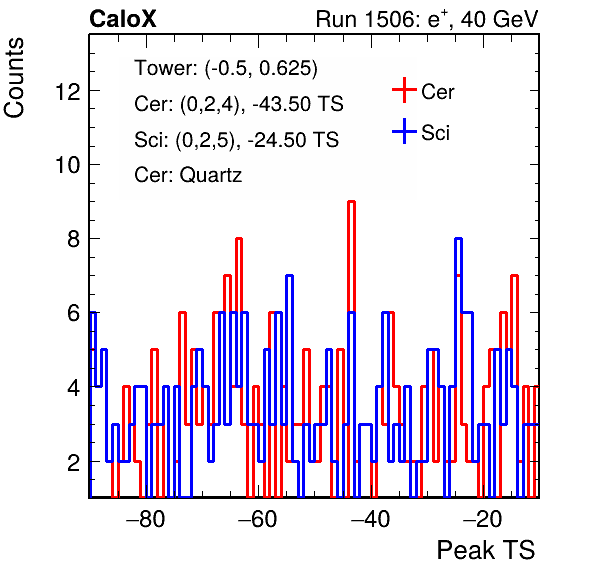 CaloX Run 1506: e⁺, 40 GeV
Counts
Tower: (-0.5, 0.625)
Cer: (0,2,4), -43.50 TS
Sci: (0,2,5), -24.50 TS
Cer: Quartz
Cer
Sci
12
10
8
6
4
2
−80 −60 −40 −20
Peak TS